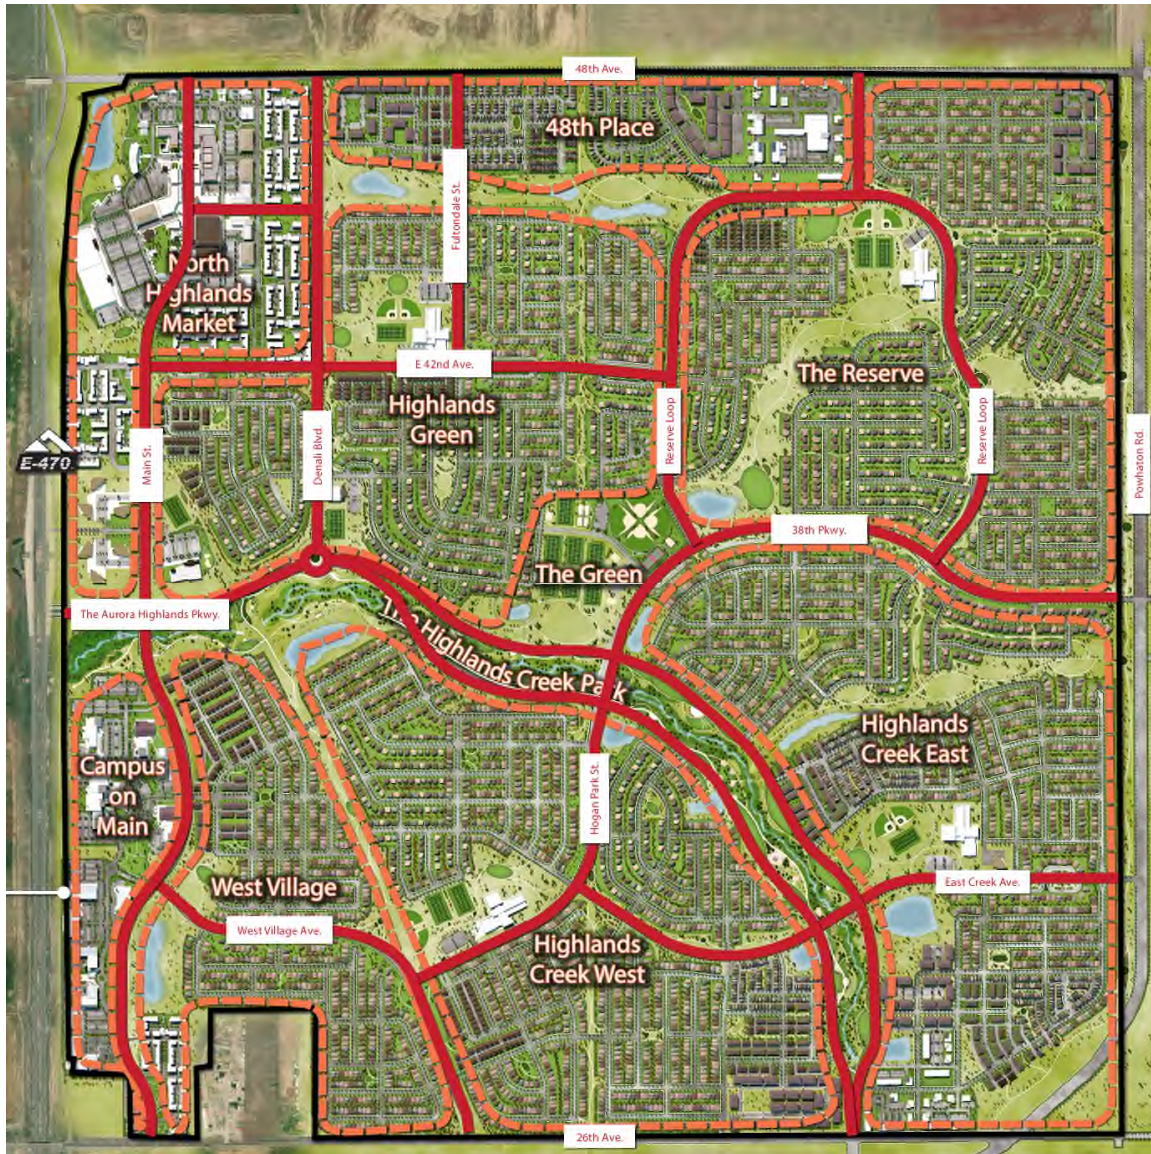 48th Ave.
48th Place
Fultondale St.
North
Highlands
Market
E 42nd Ave.
The Reserve
Highlands
Green
Reserve Loop
Reserve Loop
Main St.
Denali Blvd.
E-470
Powhaton Rd.
38th Pkwy.
The Green
The Aurora Highlands Pkwy.
The Highlands Creek Park
Highlands
Creek East
Campus
on
Main
Hogan Park St.
West Village
East Creek Ave.
West Village Ave.
Highlands
Creek West
26th Ave.